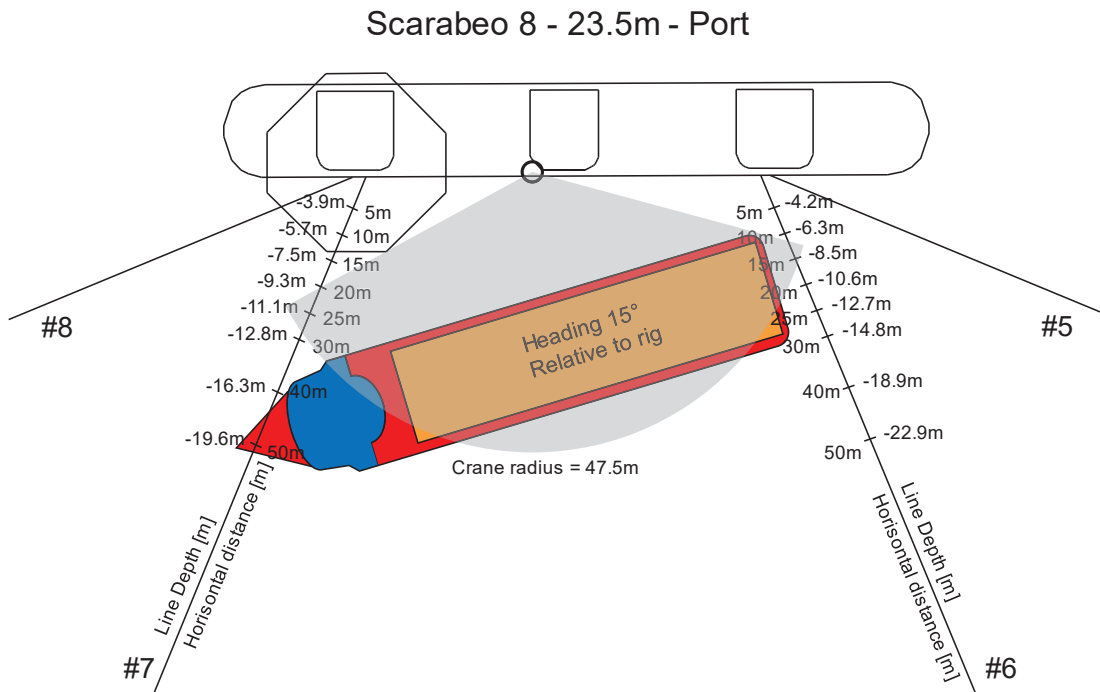 Scarabeo 8 - 23.5m - Port
-3.9m
5m
-5.7m
10m
-7.5m
15m
-9.3m
20m
-11.1m
25m
-12.8m
30m
-16.3m
40m
-19.6m
50m
Line Depth [m]
Horisontal distance [m]
#8
#7
Heading 15°
Relative to rig
Crane radius = 47.5m
5m
-4.2m
10m
-6.3m
15m
-8.5m
20m
-10.6m
25m
-12.7m
30m
-14.8m
40m
-18.9m
50m
-22.9m
Line Depth [m]
Horisontal distance [m]
#5
#6